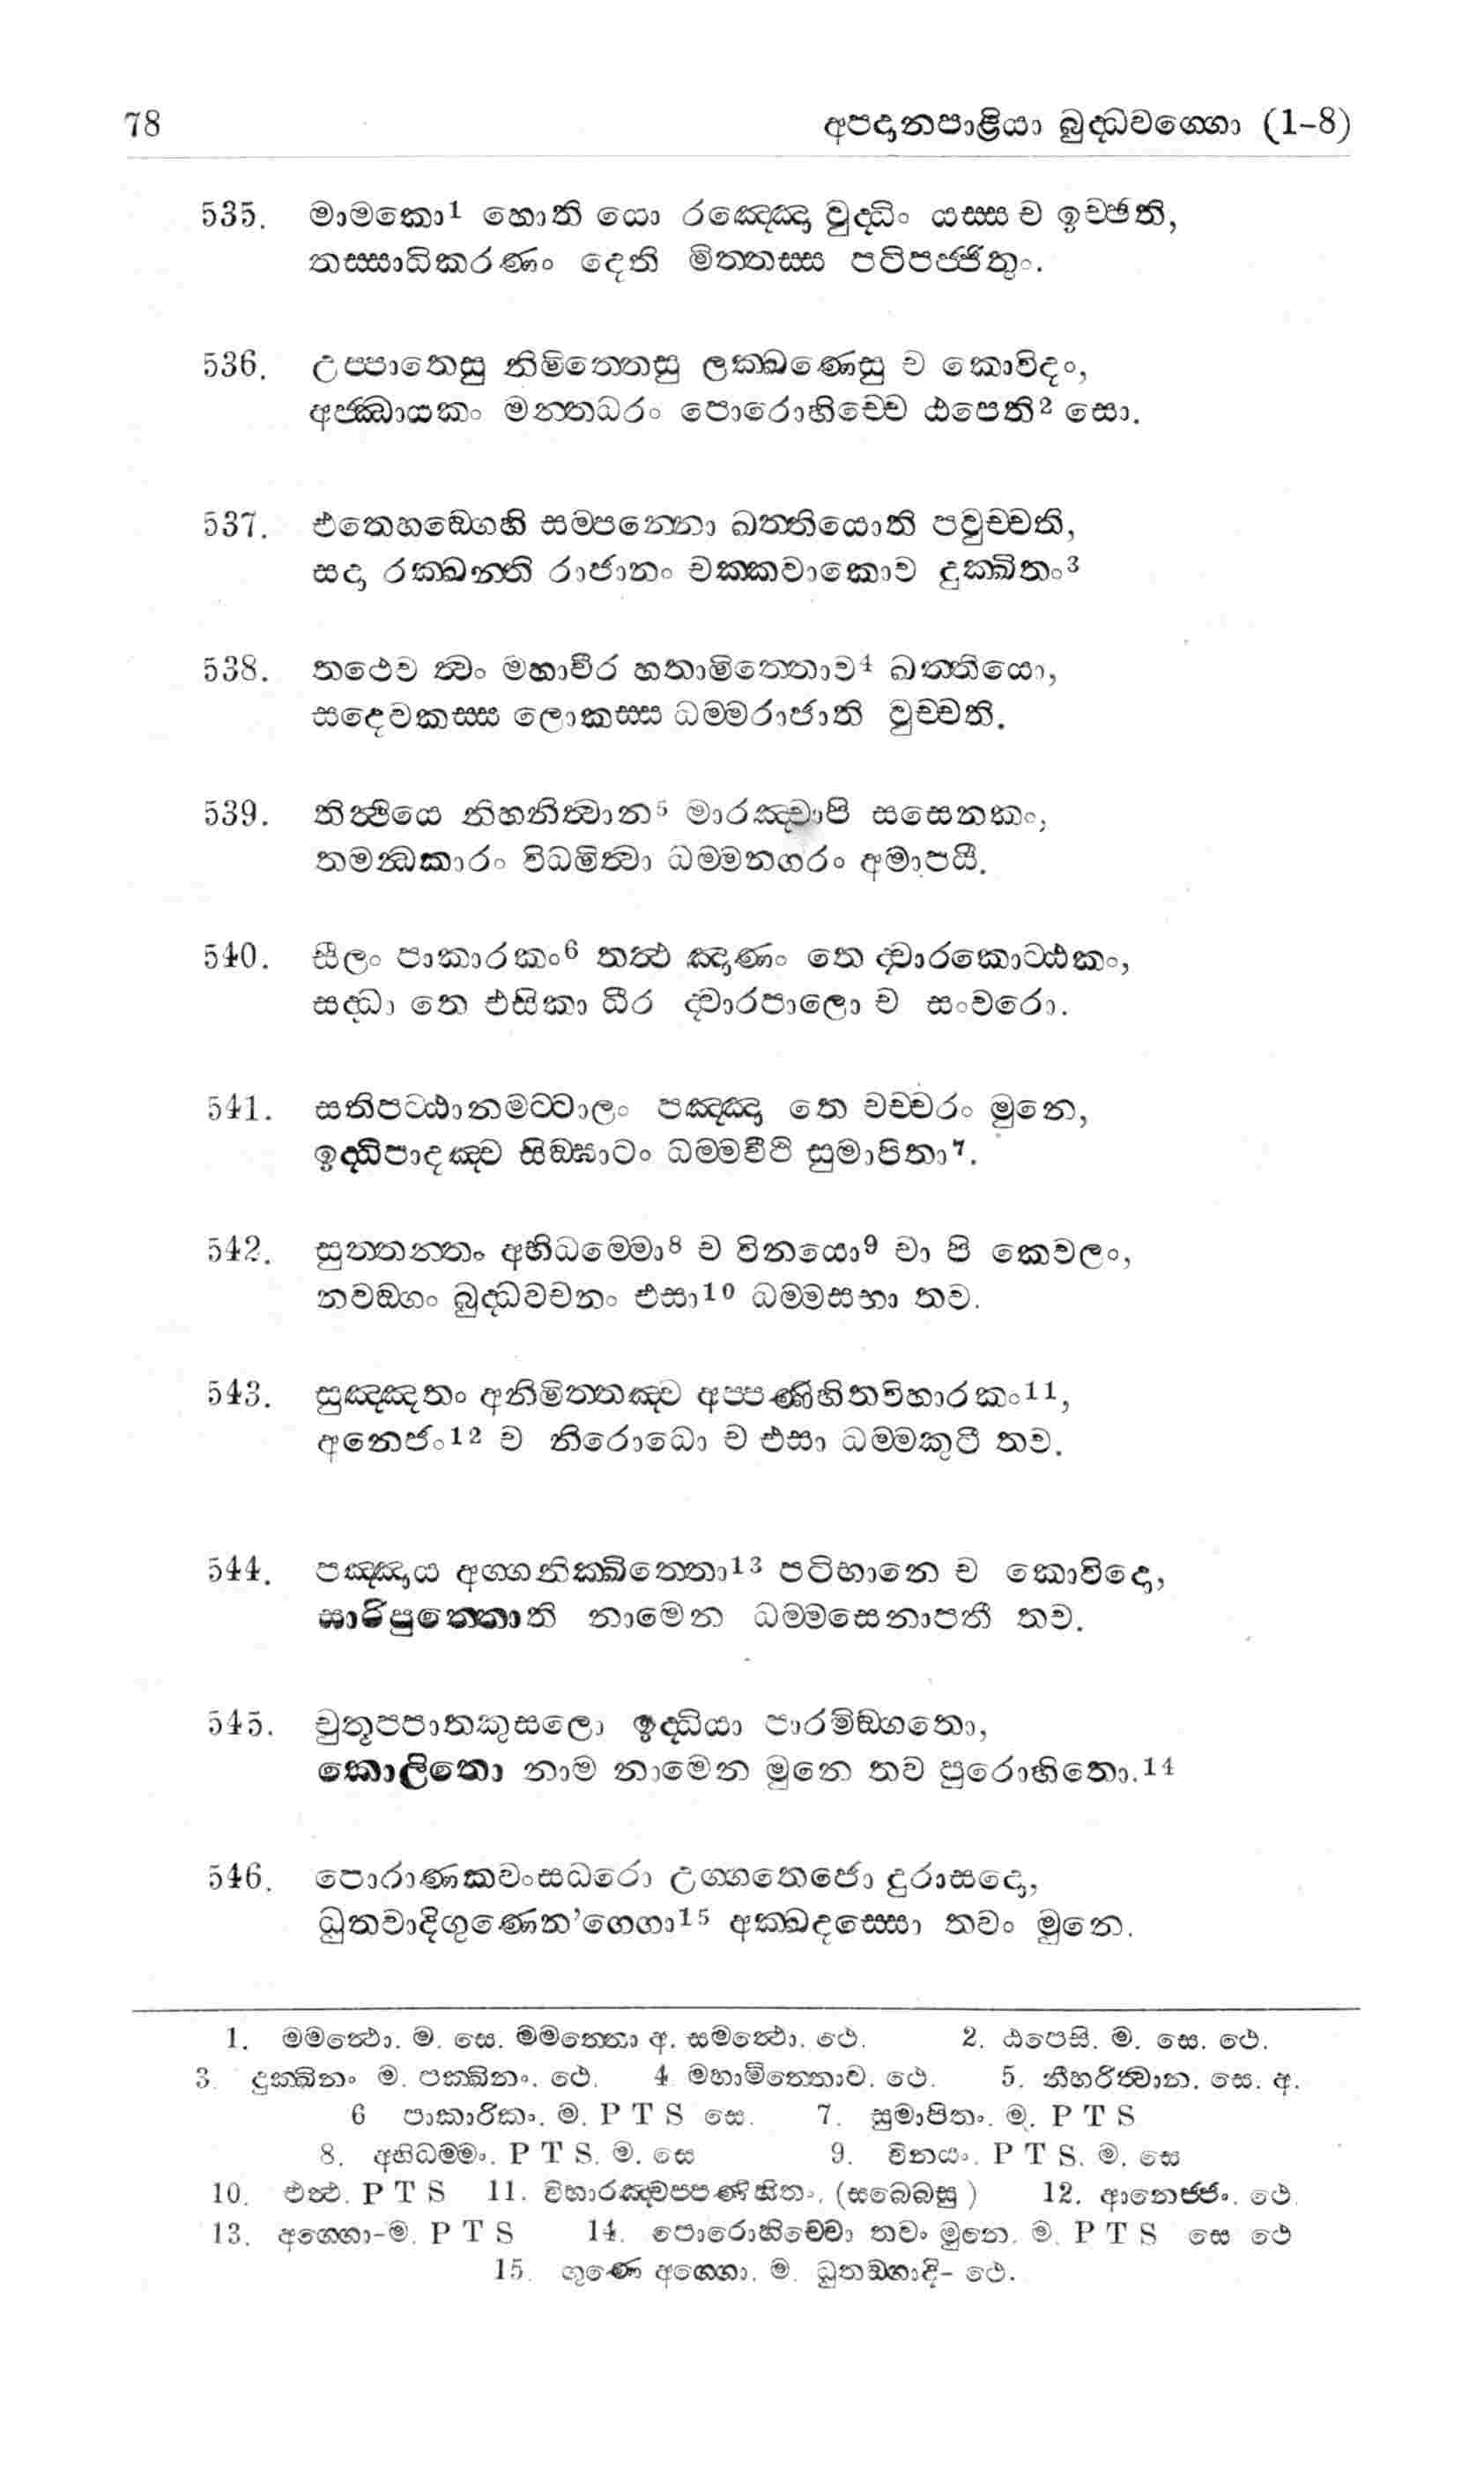 78 අපදානපාළියා බුද්ධවග්ගො (1-8)
535. මාමකො1 හොති යො රඤ්ඤා වුද්ධිං යස්ස ච ඉච්ඡති,
තස්සාධිකරණං දෙති මිත්තස්ස පටිපජ්ජිතුං.
536. උප්පාතෙසු නිමිත්තෙසු ලක්ඛණෙසු ච කොවිදං,
අජ්ඣායකං මන්තධරං පොරොහිච්චෙ ඨපෙති2 සො.
537. එතෙහඞ්ගෙහි සම්පන්නො ඛත්තියොති පවුච්චති,
සදා රක්ඛන්ති රාජානං චක්කවාකොව දුක්ඛිතං3
538. තථෙව ත්වං මහාවීර හතාමිත්තොව4 ඛත්තියො,
සදෙවකස්ස ලොකස්ස ධම්මරාජාති වුච්චති.
539. තිත්ථියෙ නිහනිත්වාන5 මාරඤ්චාපි සසෙනකං,
තමන්ධකාරං විධමිත්වා ධම්මනගරං අමාපයී.
540. සීලං පාකාරකං6 තත්ථ ඤාණං තෙ ද්වාරකොට්ඨකං,
සද්ධා තෙ එසිකා ධීර ද්වාරපාලො ච සංවරො.
541. සතිපට්ඨානමට්ටාලං පඤ්ඤා තෙ චච්චරං මුනෙ,
ඉද්ධිපාදඤ්ච සිඞ්ඝාටං ධම්මවීථි සුමාපිතා7.
542. සුත්තන්තං අභිධම්මො8 ච විනයො9 චා පි කෙවලං,
නවඞ්ගං බුද්ධවචනං එසා10 ධම්මසභා තව.
543. සුඤ්ඤතං අනිමිත්තඤ්ච අප්පණිහිතවිහාරකං11,
අනෙජං12 ච නිරොධො ච එසා ධම්මකුටී තව.
544. පඤ්ඤාය අග්ගනික්ඛිත්තො13 පටිභානෙ ච කොවිදො,
සාරිපුත්තොති නාමෙන ධම්මසෙනාපතී තව.
545. චුතූපපාතකුසලො ඉද්ධියා පාරමිඞ්ගතො,
කොලිතො නාම නාමෙන මුනෙ තව පුරොහිතො.14
546. පොරාණකවංසධරො උග්ගතෙජො දුරාසදො,
ධුතවාදිගුණෙන’ග්ගො15 අක්ඛදස්සො තවං මුනෙ.
1. මමත්ථො. ම. සෙ. මමත්තො අ. සමත්ථො. ථෙ. 2. ඨපෙසි. ම. සෙ. ථෙ.
3. දුක්ඛිනං ම. පක්ඛිනං. ථෙ. 4 මහාමිත්තොව. ථෙ. 5. නීහරිත්වාන. සෙ. අ.
6 පාකාරිකං. ම. P T S සෙ. 7. සුමාපිතං. ම. P T S
8. අභිධම්මං. P T S. ම. සෙ 9. විනයං. P T S. ම. සෙ
10. එත්ථ. P T S 11. විහාරඤ්චප්පණිහිතං. (සබ්බෙසු) 12. ආනෙජ්ජං. ථෙ.
13. අග්ගො-ම. P T S 14. පොරොහිච්චො තවං මුනෙ. ම. P T S සෙ ථෙ
15. ගුණෙ අග්ගො. ම. ධුතඞ්ගාදි- ථෙ.